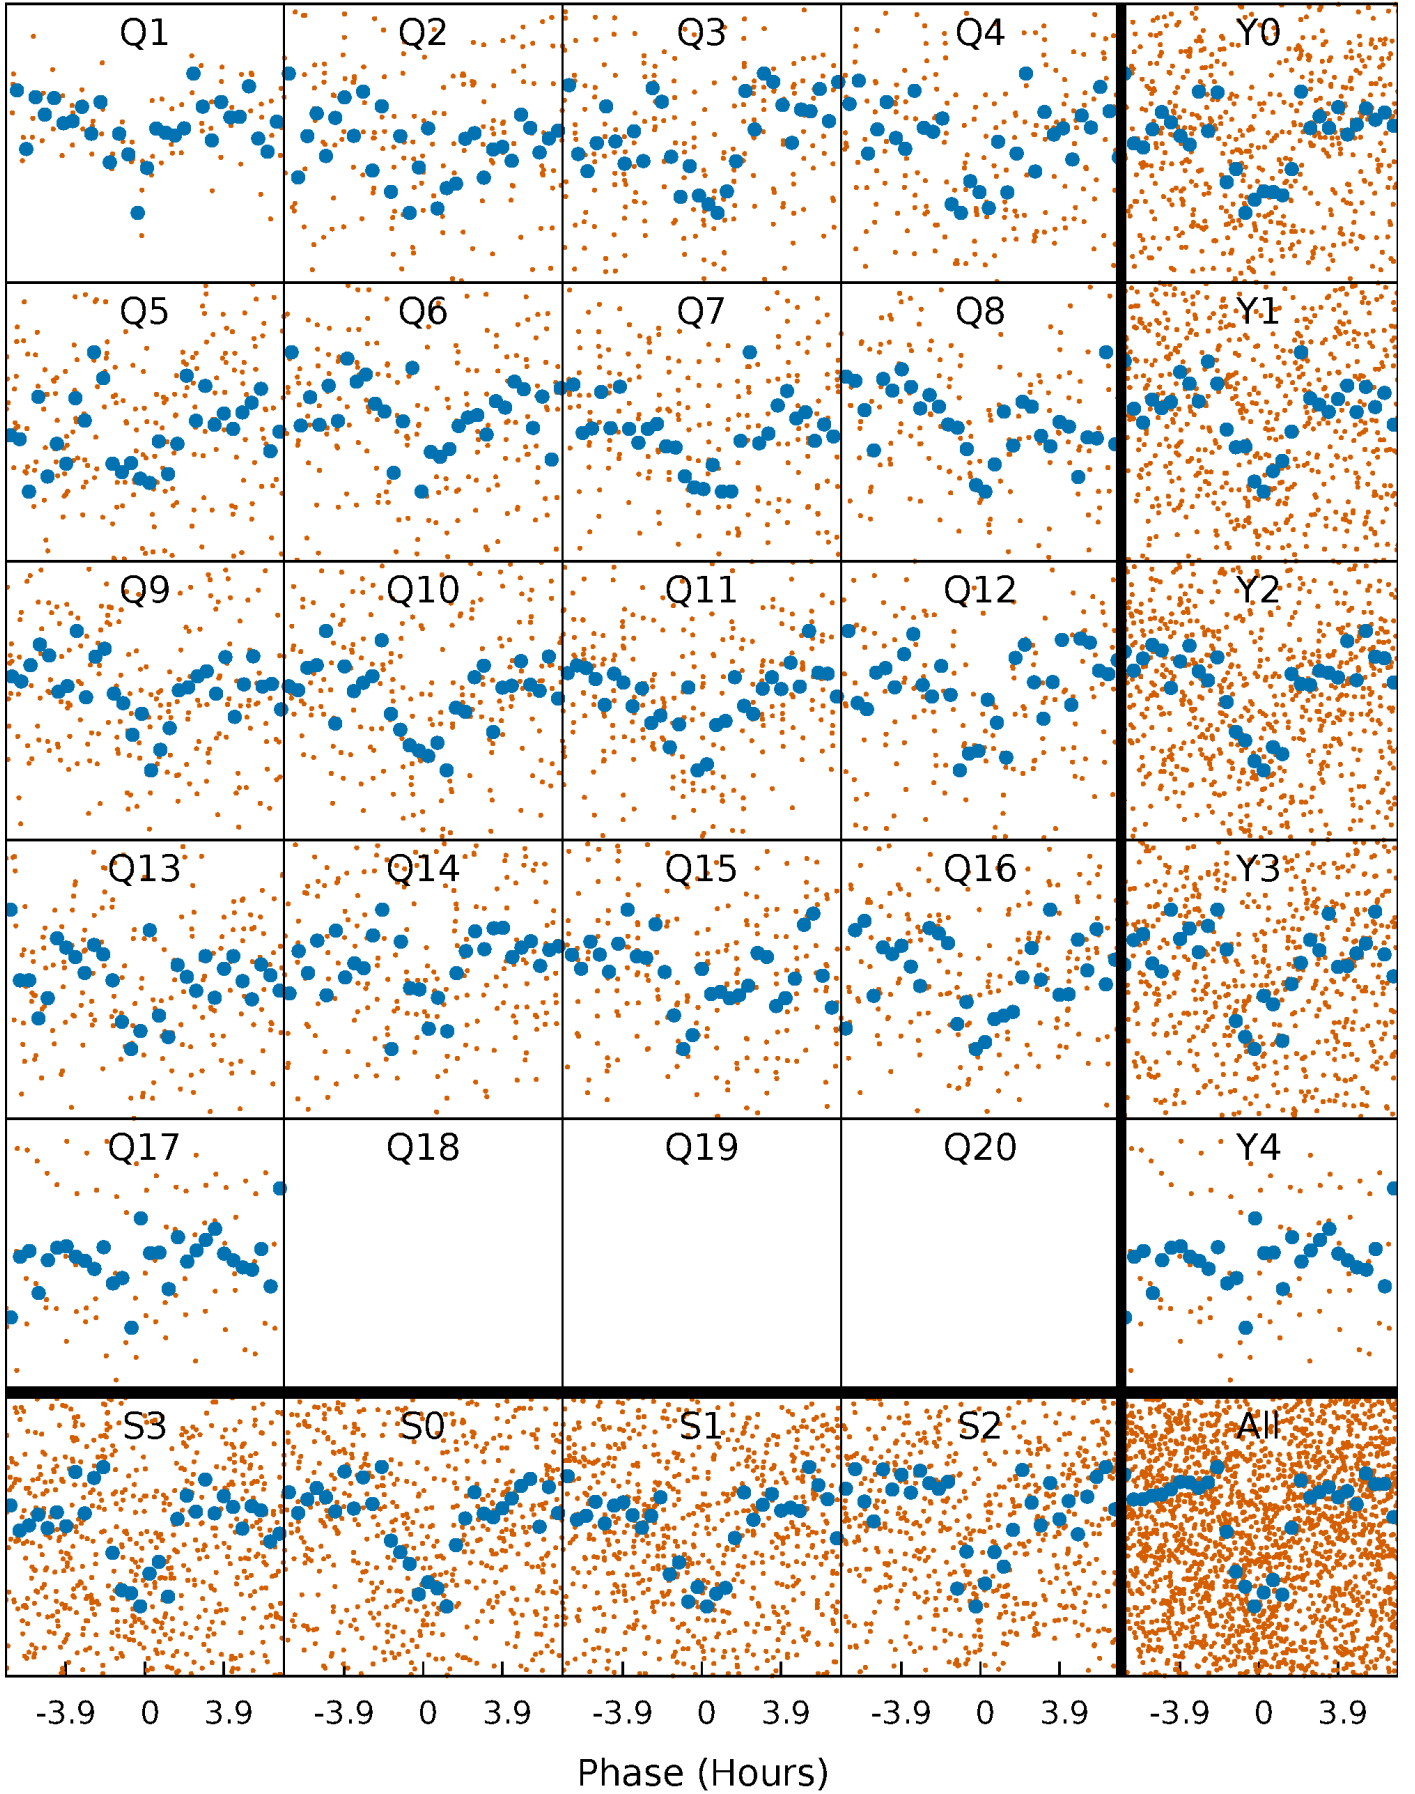 Q1 Q2 Q3 Q4 Y0
Q5 Q6 Q7 Q8 Y1
Q9 Q10 Q11 Q12 Y2
Q13 Q14 Q15 Q16 Y3
Q17 Q18 Q19 Q20 Y4
S3 S0 S1 S2 All
-3.9 0 3.9 -3.9 0 3.9 -3.9 0 3.9 -3.9 0 3.9 -3.9 0 3.9
Phase (Hours)